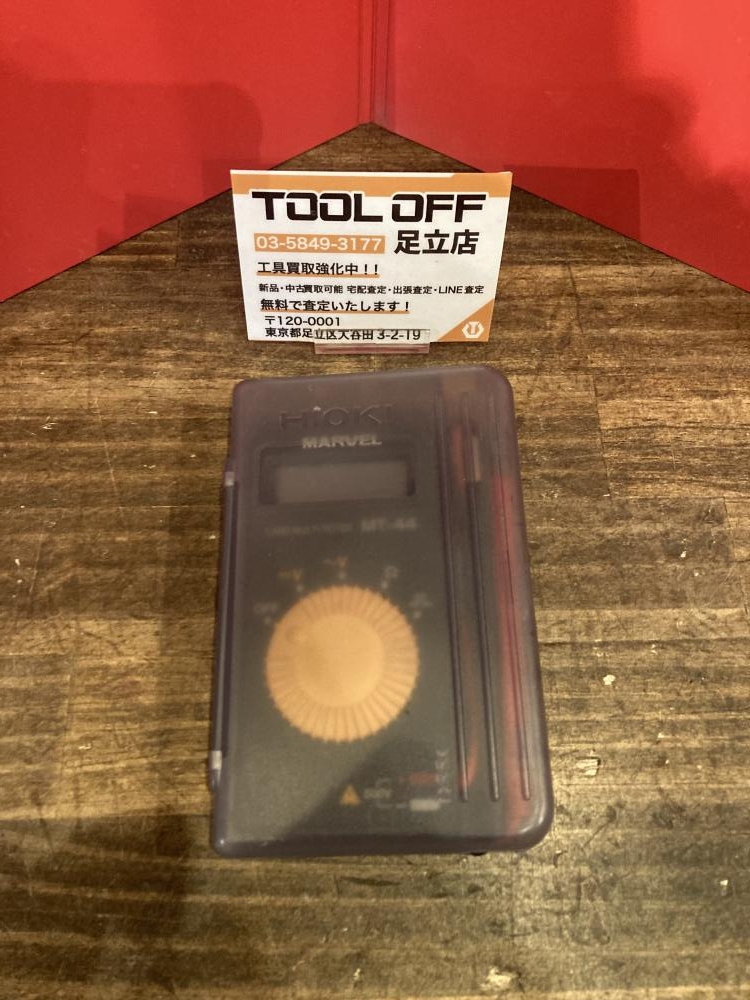 TOOL OFF
03-5849-3177 足立店
工具買取強化中！！
新品・中古買取可能 宅配査定・出張査定・LINE査定
無料で査定いたします！
〒120-0001
東京都足立区大谷田 3-2-19
HIOKI
MARVEL
MT-44
OFF